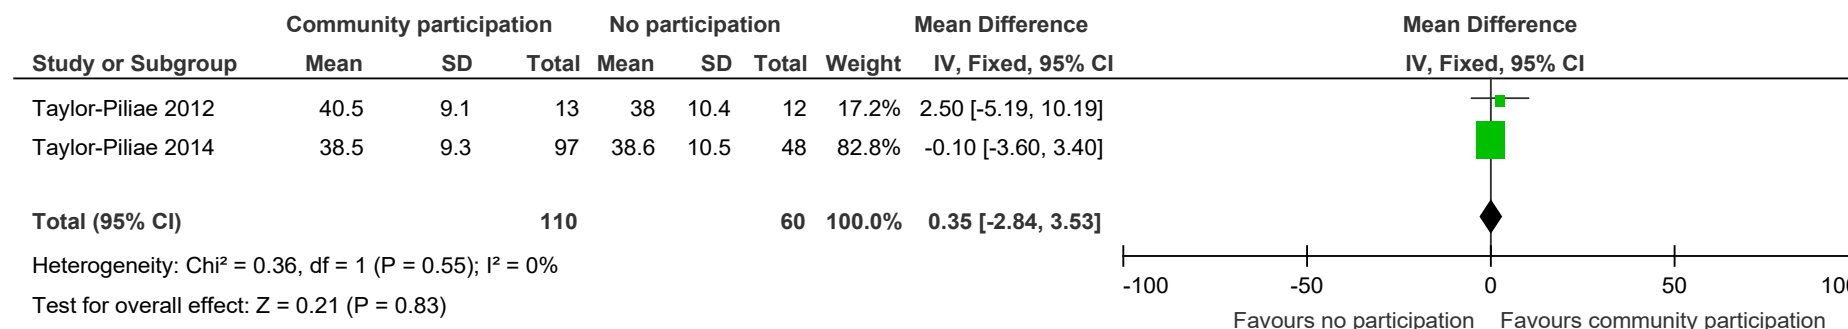 Community participation No participation Mean Difference Mean Difference
Study or Subgroup Mean SD Total Mean SD Total Weight IV, Fixed, 95% CI IV, Fixed, 95% CI
Taylor-Piliae 2012 40.5 9.1 13 38 10.4 12 17.2% 2.50 [-5.19, 10.19]
Taylor-Piliae 2014 38.5 9.3 97 38.6 10.5 48 82.8% -0.10 [-3.60, 3.40]
Total (95% CI) 110 60 100.0% 0.35 [-2.84, 3.53]
Heterogeneity: Chi² = 0.36, df = 1 (P = 0.55); I² = 0%
Test for overall effect: Z = 0.21 (P = 0.83)
-100 -50 0 50 100
Favours no participation Favours community participation